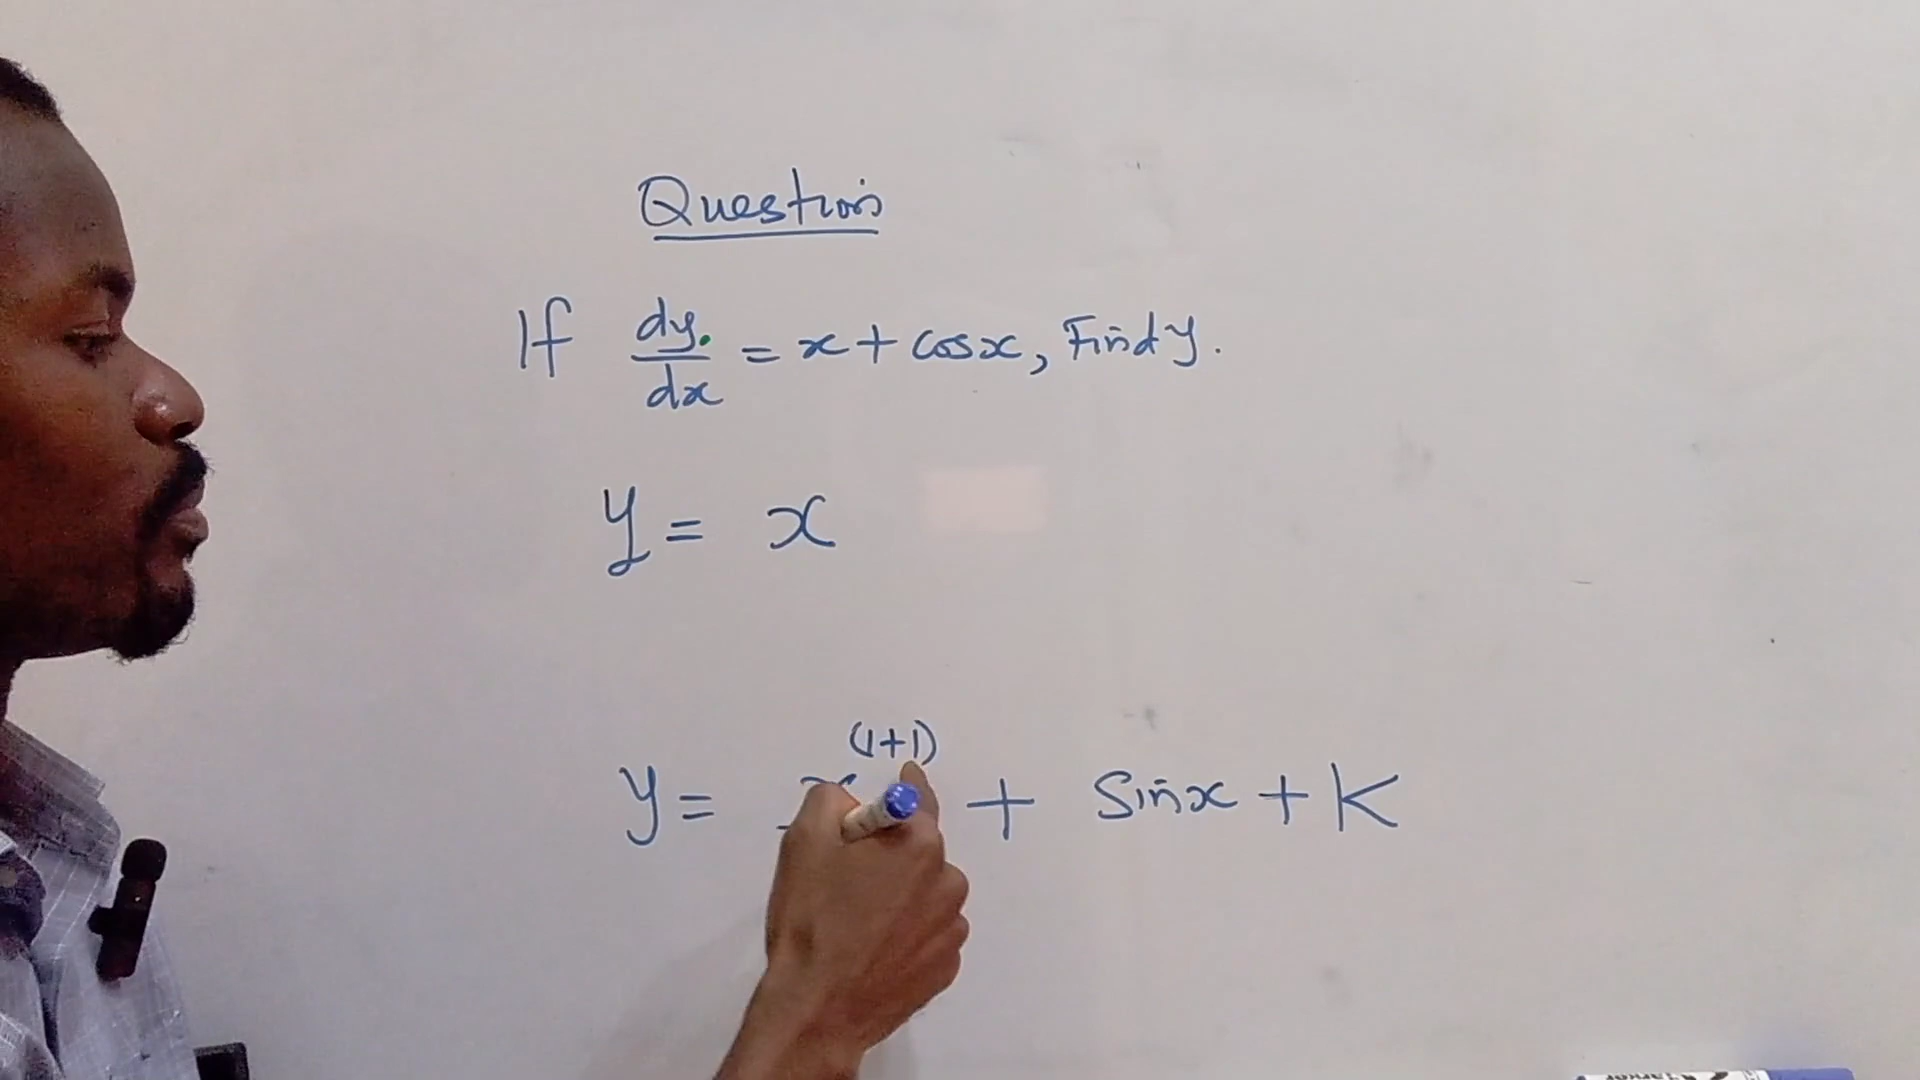 Question
If dy/dx = x + cosx, Find y.
y = x
y = x^(1+1) + Sinx + K